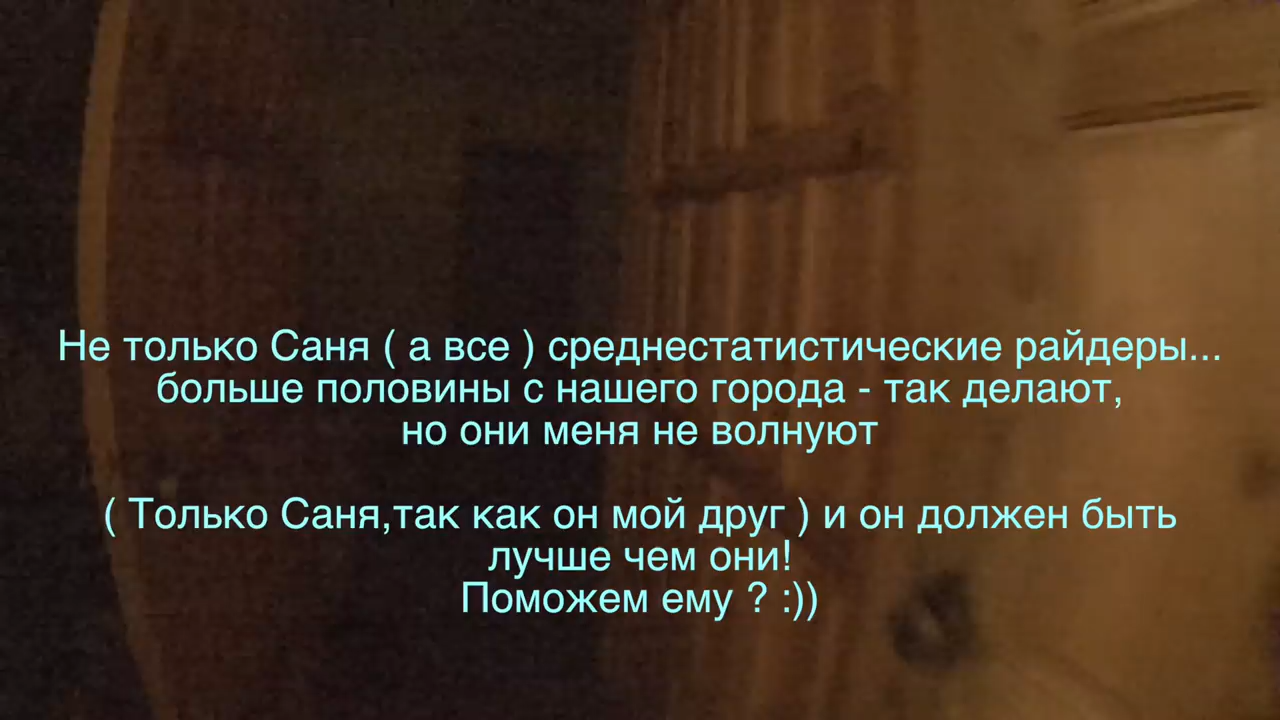 Не только Саня ( а все ) среднестатистические райдеры...
больше половины с нашего города - так делают,
но они меня не волнуют
( Только Саня,так как он мой друг ) и он должен быть
лучше чем они!
Поможем ему ? :))